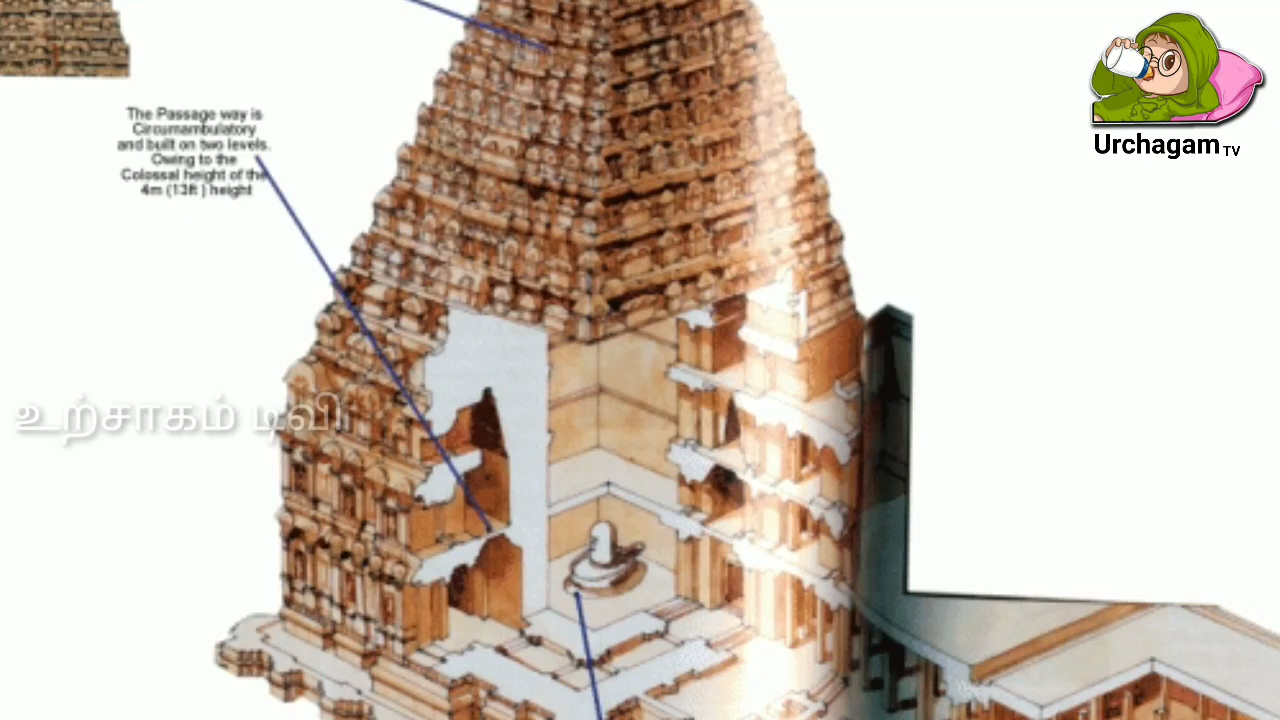 The Passage way is
Circumambulatory
and built on two levels.
Owing to the
Colossal height of the
4m (13ft ) height
Urchagam TV
உற்சாகம் டிவி